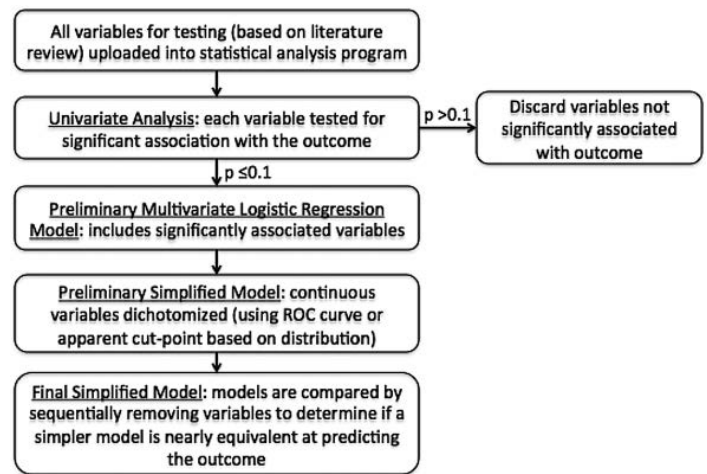 All variables for testing (based on literature
review) uploaded into statistical analysis program
Univariate Analysis: each variable tested for
significant association with the outcome
p >0.1
Discard variables not
significantly associated
with outcome
p ≤0.1
Preliminary Multivariate Logistic Regression
Model: includes significantly associated variables
Preliminary Simplified Model: continuous
variables dichotomized (using ROC curve or
apparent cut-point based on distribution)
Final Simplified Model: models are compared by
sequentially removing variables to determine if a
simpler model is nearly equivalent at predicting
the outcome